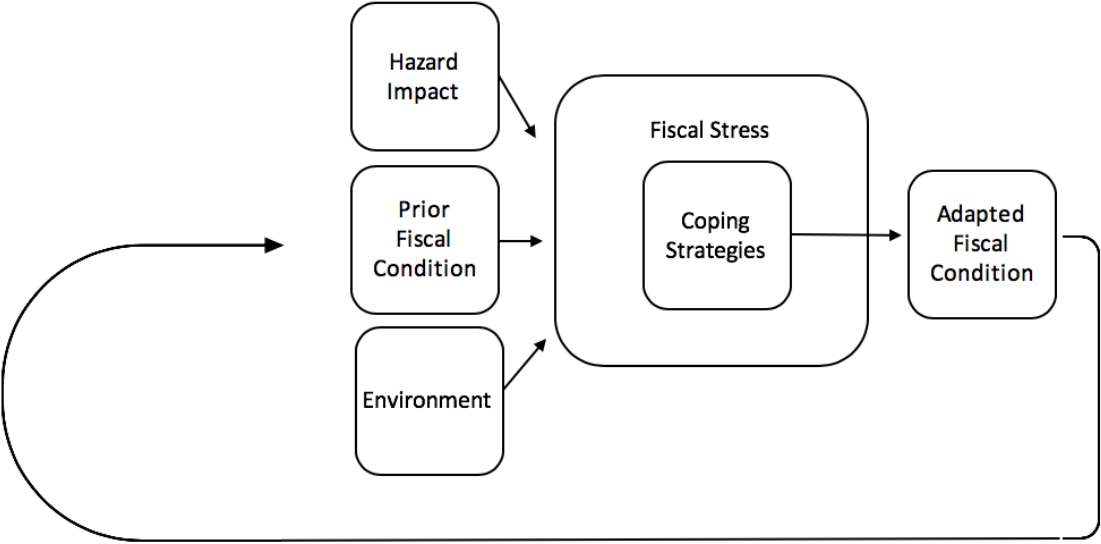 Hazard
Impact
Prior
Fiscal
Condition
Environment
Fiscal Stress
Coping
Strategies
Adapted
Fiscal
Condition